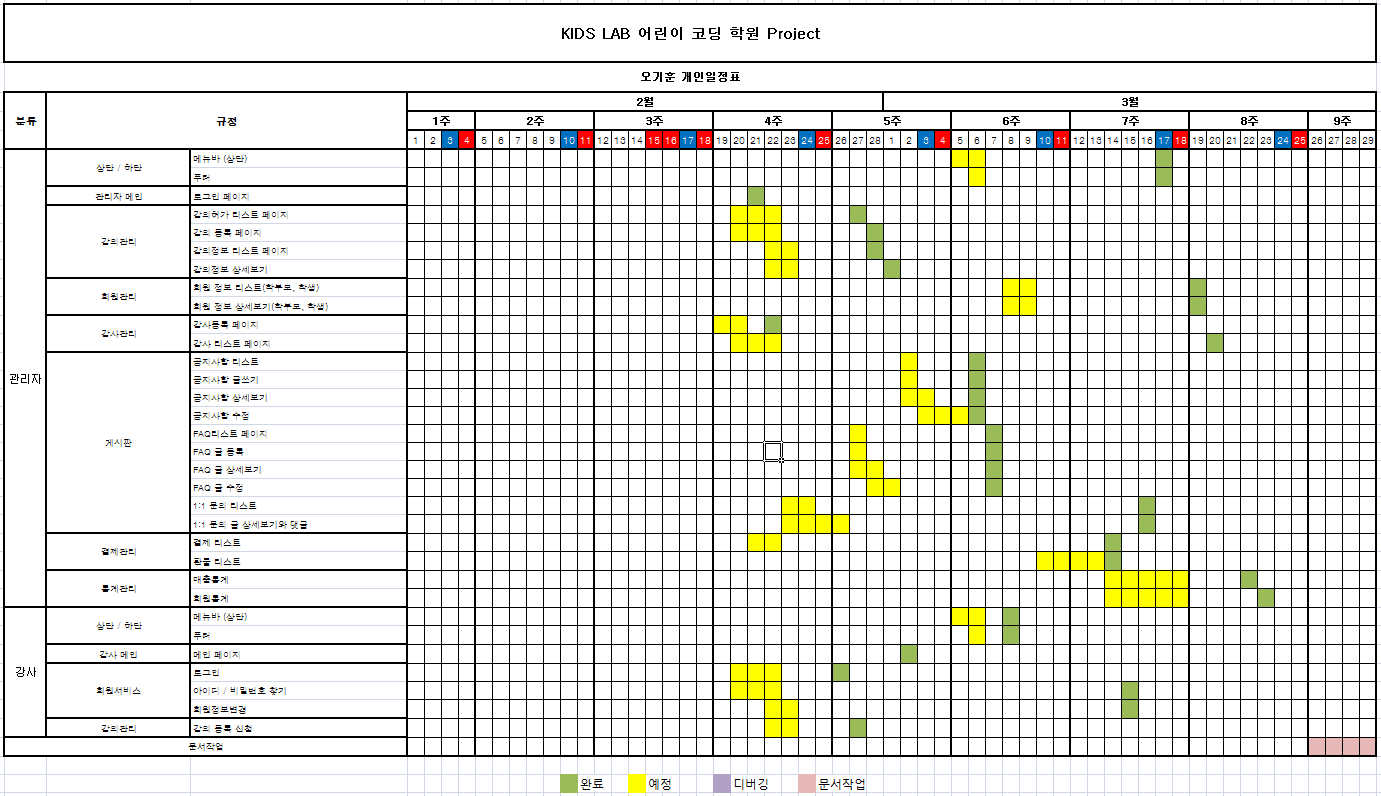 KIDS LAB 어린이 코딩 학원 Project
오기훈 개인일정표
분류 규정 2월 3월
1주 2주 3주 4주 5주 6주 7주 8주 9주
1 2 3 4 5 6 7 8 9 10 11 12 13 14 15 16 17 18 19 20 21 22 23 24 25 26 27 28 1 2 3 4 5 6 7 8 9 10 11 12 13 14 15 16 17 18 19 20 21 22 23 24 25 26 27 28 29
관리자
상단 / 하단 메뉴바 (상단)
푸터
관리자 메인 로그인 페이지
강의관리 강의허가 리스트 페이지
강의 등록 페이지
강의정보 리스트 페이지
강의정보 상세보기
회원관리 회원 정보 리스트(학부모, 학생)
회원 정보 상세보기(학부모, 학생)
강사관리 강사등록 페이지
강사 리스트 페이지
게시판 공지사항 리스트
공지사항 글쓰기
공지사항 상세보기
공지사항 수정
FAQ리스트 페이지
FAQ 글 등록
FAQ 글 상세보기
FAQ 글 수정
1:1 문의 리스트
1:1 문의 글 상세보기와 댓글
결제관리 결제 리스트
환불 리스트
통계관리 매출통계
회원통계
강사
상단 / 하단 메뉴바 (상단)
푸터
강사 메인 메인 페이지
회원서비스 로그인
아이디 / 비밀번호 찾기
회원정보변경
강의관리 강의 등록 신청
문서작업
완료 예정 디버깅 문서작업